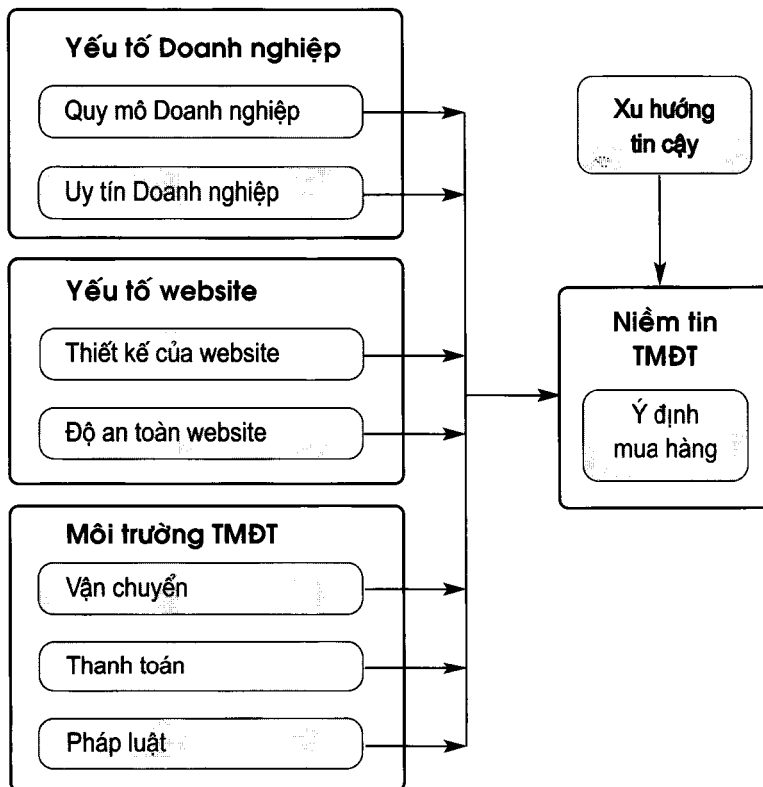 Yếu tố Doanh nghiệp
Quy mô Doanh nghiệp
Uy tín Doanh nghiệp
Yếu tố website
Thiết kế của website
Độ an toàn website
Môi trường TMĐT
Vận chuyển
Thanh toán
Pháp luật
Xu hướng
tin cậy
Niềm tin
TMĐT
Ý định
mua hàng